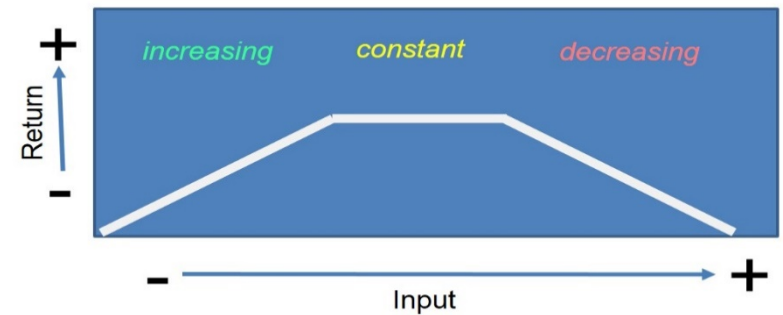 increasing constant decreasing
+
Return
-
- +
Input